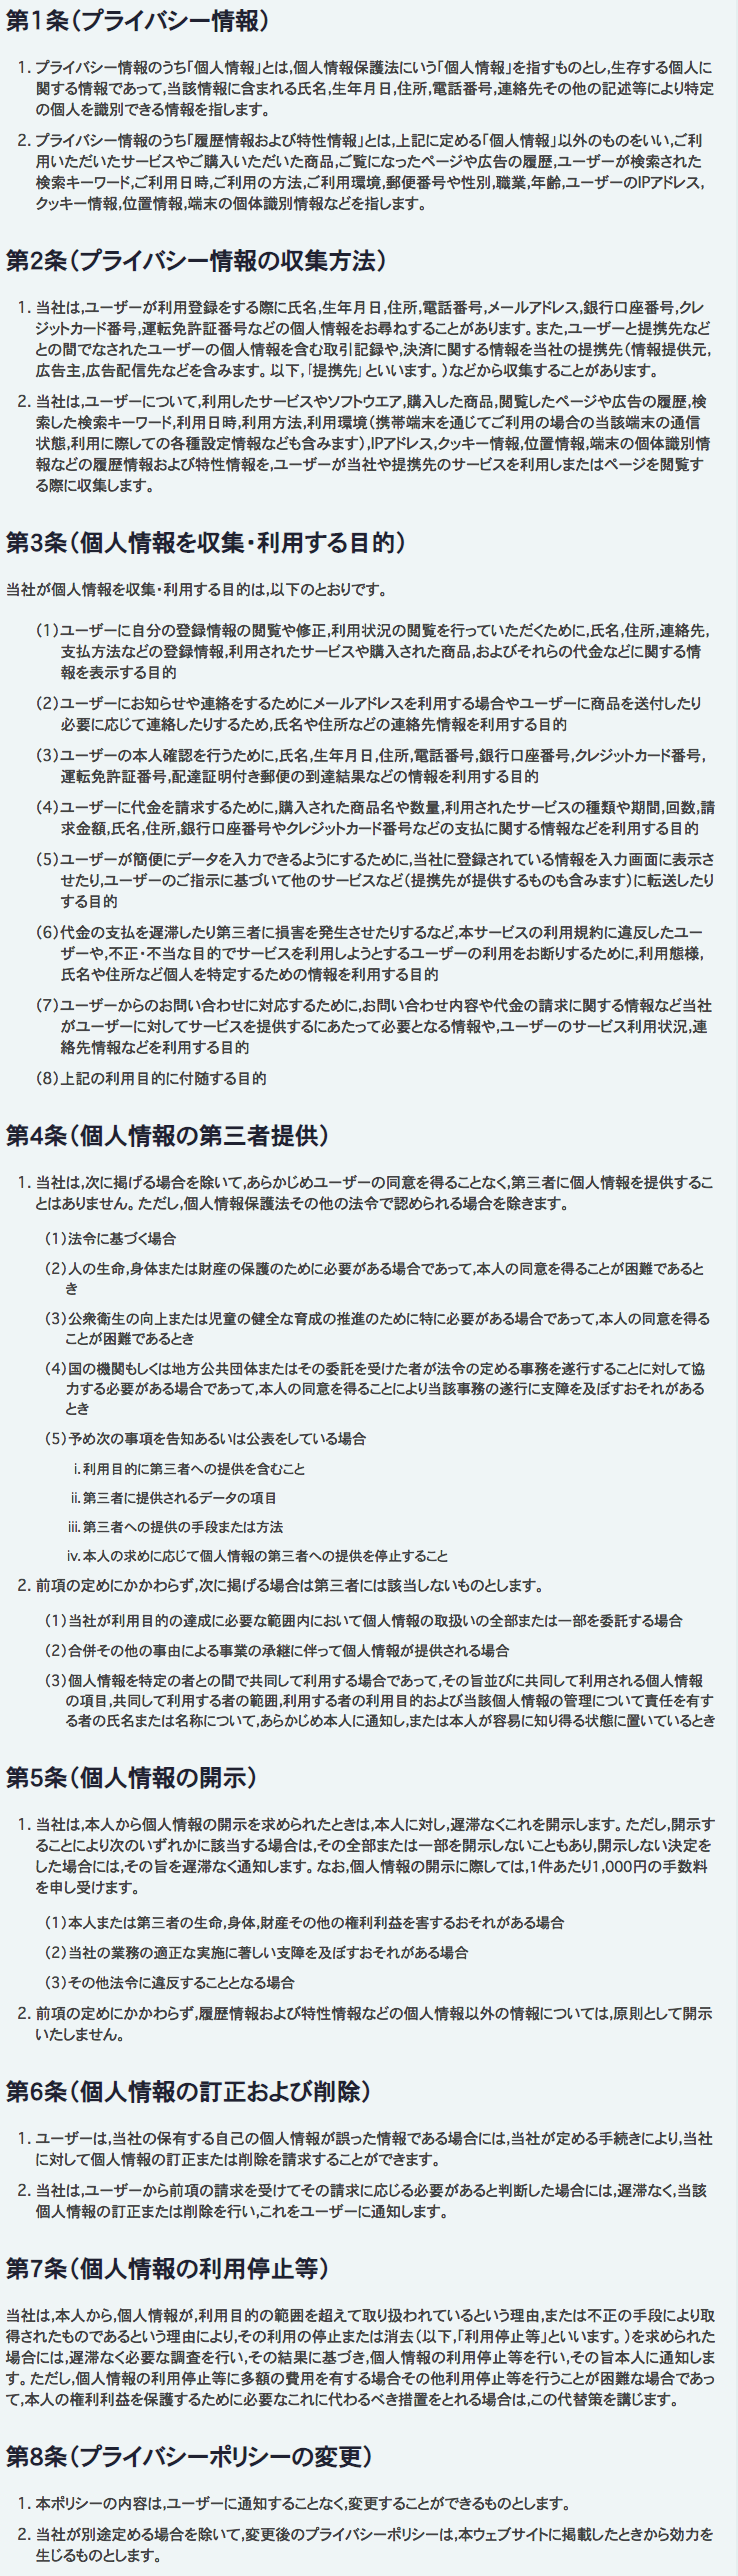 第1条（プライバシー情報）
1. プライバシー情報のうち「個人情報」とは,個人情報保護法にいう「個人情報」を指すものとし,生存する個人に
関する情報であって,当該情報に含まれる氏名,生年月日,住所,電話番号,連絡先その他の記述等により特定
の個人を識別できる情報を指します。
2. プライバシー情報のうち「履歴情報および特性情報」とは,上記に定める「個人情報」以外のものをいい,ご利
用いただいたサービスやご購入いただいた商品,ご覧になったページや広告の履歴,ユーザーが検索された
検索キーワード,ご利用日時,ご利用の方法,ご利用環境,郵便番号や性別,職業,年齢,ユーザーのIPアドレス,
クッキー情報,位置情報,端末の個体識別情報などを指します。
第2条（プライバシー情報の収集方法）
1. 当社は,ユーザーが利用登録をする際に氏名,生年月日,住所,電話番号,メールアドレス,銀行口座番号,クレ
ジットカード番号,運転免許証番号などの個人情報をお尋ねすることがあります。また,ユーザーと提携先など
との間でなされたユーザーの個人情報を含む取引記録や,決済に関する情報を当社の提携先（情報提供元,
広告主,広告配信先などを含みます。以下,｢提携先｣といいます。）などから収集することがあります。
2. 当社は,ユーザーについて,利用したサービスやソフトウエア,購入した商品,閲覧したページや広告の履歴,検
索した検索キーワード,利用日時,利用方法,利用環境（携帯端末を通じてご利用の場合の当該端末の通信
状態,利用に際しての各種設定情報なども含みます）,IPアドレス,クッキー情報,位置情報,端末の個体識別情
報などの履歴情報および特性情報を,ユーザーが当社や提携先のサービスを利用しまたはページを閲覧す
る際に収集します。
第3条（個人情報を収集・利用する目的）
当社が個人情報を収集・利用する目的は,以下のとおりです。
（1）ユーザーに自分の登録情報の閲覧や修正,利用状況の閲覧を行っていただくために,氏名,住所,連絡先,
支払方法などの登録情報,利用されたサービスや購入された商品,およびそれらの代金などに関する情
報を表示する目的
（2）ユーザーにお知らせや連絡をするためにメールアドレスを利用する場合やユーザーに商品を送付したり
必要に応じて連絡したりするため,氏名や住所などの連絡先情報を利用する目的
（3）ユーザーの本人確認を行うために,氏名,生年月日,住所,電話番号,銀行口座番号,クレジットカード番号,
運転免許証番号,配達証明付き郵便の到達結果などの情報を利用する目的
（4）ユーザーに代金を請求するために,購入された商品名や数量,利用されたサービスの種類や期間,回数,請
求金額,氏名,住所,銀行口座番号やクレジットカード番号などの支払に関する情報などを利用する目的
（5）ユーザーが簡便にデータを入力できるようにするために,当社に登録されている情報を入力画面に表示さ
せたり,ユーザーのご指示に基づいて他のサービスなど（提携先が提供するものも含みます）に転送したり
する目的
（6）代金の支払を遅滞したり第三者に損害を発生させたりするなど,本サービスの利用規約に違反したユー
ザーや,不正・不当な目的でサービスを利用しようとするユーザーの利用をお断りするために,利用態様,
氏名や住所など個人を特定するための情報を利用する目的
（7）ユーザーからのお問い合わせに対応するために,お問い合わせ内容や代金の請求に関する情報など当社
がユーザーに対してサービスを提供するにあたって必要となる情報や,ユーザーのサービス利用状況,連
絡先情報などを利用する目的
（8）上記の利用目的に付随する目的
第4条（個人情報の第三者提供）
1. 当社は,次に掲げる場合を除いて,あらかじめユーザーの同意を得ることなく,第三者に個人情報を提供するこ
とはありません。ただし,個人情報保護法その他の法令で認められる場合を除きます。
（1）法令に基づく場合
（2）人の生命,身体または財産の保護のために必要がある場合であって,本人の同意を得ることが困難であると
き
（3）公衆衛生の向上または児童の健全な育成の推進のために特に必要がある場合であって,本人の同意を得る
ことが困難であるとき
（4）国の機関もしくは地方公共団体またはその委託を受けた者が法令の定める事務を遂行することに対して協
力する必要がある場合であって,本人の同意を得ることにより当該事務の遂行に支障を及ぼすおそれがある
とき
（5）予め次の事項を告知あるいは公表をしている場合
i. 利用目的に第三者への提供を含むこと
ii. 第三者に提供されるデータの項目
iii. 第三者への提供の手段または方法
iv. 本人の求めに応じて個人情報の第三者への提供を停止すること
2. 前項の定めにかかわらず,次に掲げる場合は第三者には該当しないものとします。
（1）当社が利用目的の達成に必要な範囲内において個人情報の取扱いの全部または一部を委託する場合
（2）合併その他の事由による事業の承継に伴って個人情報が提供される場合
（3）個人情報を特定の者との間で共同して利用する場合であって,その旨並びに共同して利用される個人情報
の項目,共同して利用する者の範囲,利用する者の利用目的および当該個人情報の管理について責任を有す
る者の氏名または名称について,あらかじめ本人に通知し,または本人が容易に知り得る状態に置いているとき
第5条（個人情報の開示）
1. 当社は,本人から個人情報の開示を求められたときは,本人に対し,遅滞なくこれを開示します。ただし,開示す
ることにより次のいずれかに該当する場合は,その全部または一部を開示しないこともあり,開示しない決定を
した場合には,その旨を遅滞なく通知します。なお,個人情報の開示に際しては,1件あたり1,000円の手数料
を申し受けます。
（1）本人または第三者の生命,身体,財産その他の権利利益を害するおそれがある場合
（2）当社の業務の適正な実施に著しい支障を及ぼすおそれがある場合
（3）その他法令に違反することとなる場合
2. 前項の定めにかかわらず,履歴情報および特性情報などの個人情報以外の情報については,原則として開示
いたしません。
第6条（個人情報の訂正および削除）
1. ユーザーは,当社の保有する自己の個人情報が誤った情報である場合には,当社が定める手続きにより,当社
に対して個人情報の訂正または削除を請求することができます。
2. 当社は,ユーザーから前項の請求を受けてその請求に応じる必要があると判断した場合には,遅滞なく,当該
個人情報の訂正または削除を行い,これをユーザーに通知します。
第7条（個人情報の利用停止等）
当社は,本人から,個人情報が,利用目的の範囲を超えて取り扱われているという理由,または不正の手段により取
得されたものであるという理由により,その利用の停止または消去（以下,「利用停止等」といいます。）を求められた
場合には,遅滞なく必要な調査を行い,その結果に基づき,個人情報の利用停止等を行い,その旨本人に通知しま
す。ただし,個人情報の利用停止等に多額の費用を有する場合その他利用停止等を行うことが困難な場合であっ
て,本人の権利利益を保護するために必要なこれに代わるべき措置をとれる場合は,この代替策を講じます。
第8条（プライバシーポリシーの変更）
1. 本ポリシーの内容は,ユーザーに通知することなく,変更することができるものとします。
2. 当社が別途定める場合を除いて,変更後のプライバシーポリシーは,本ウェブサイトに掲載したときから効力を
生じるものとします。